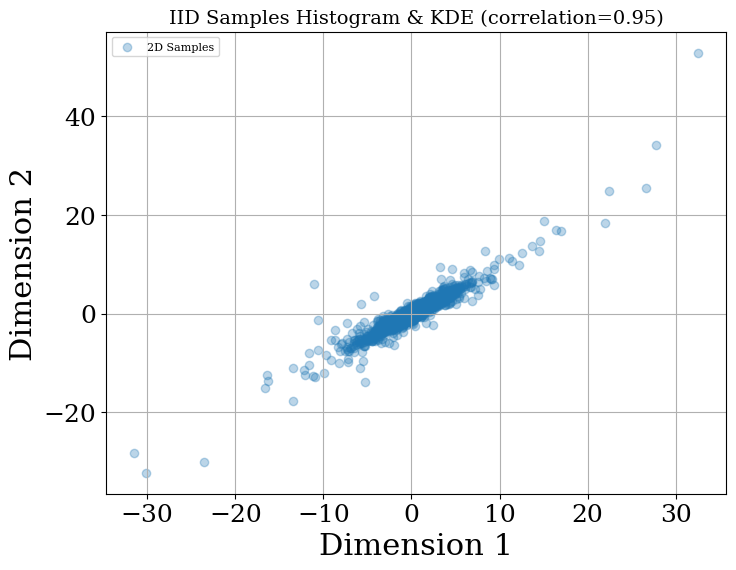 IID Samples Histogram & KDE (correlation=0.95)
2D Samples
40
20
0
−20
Dimension 2
−30
−20
−10
0
10
20
30
Dimension 1